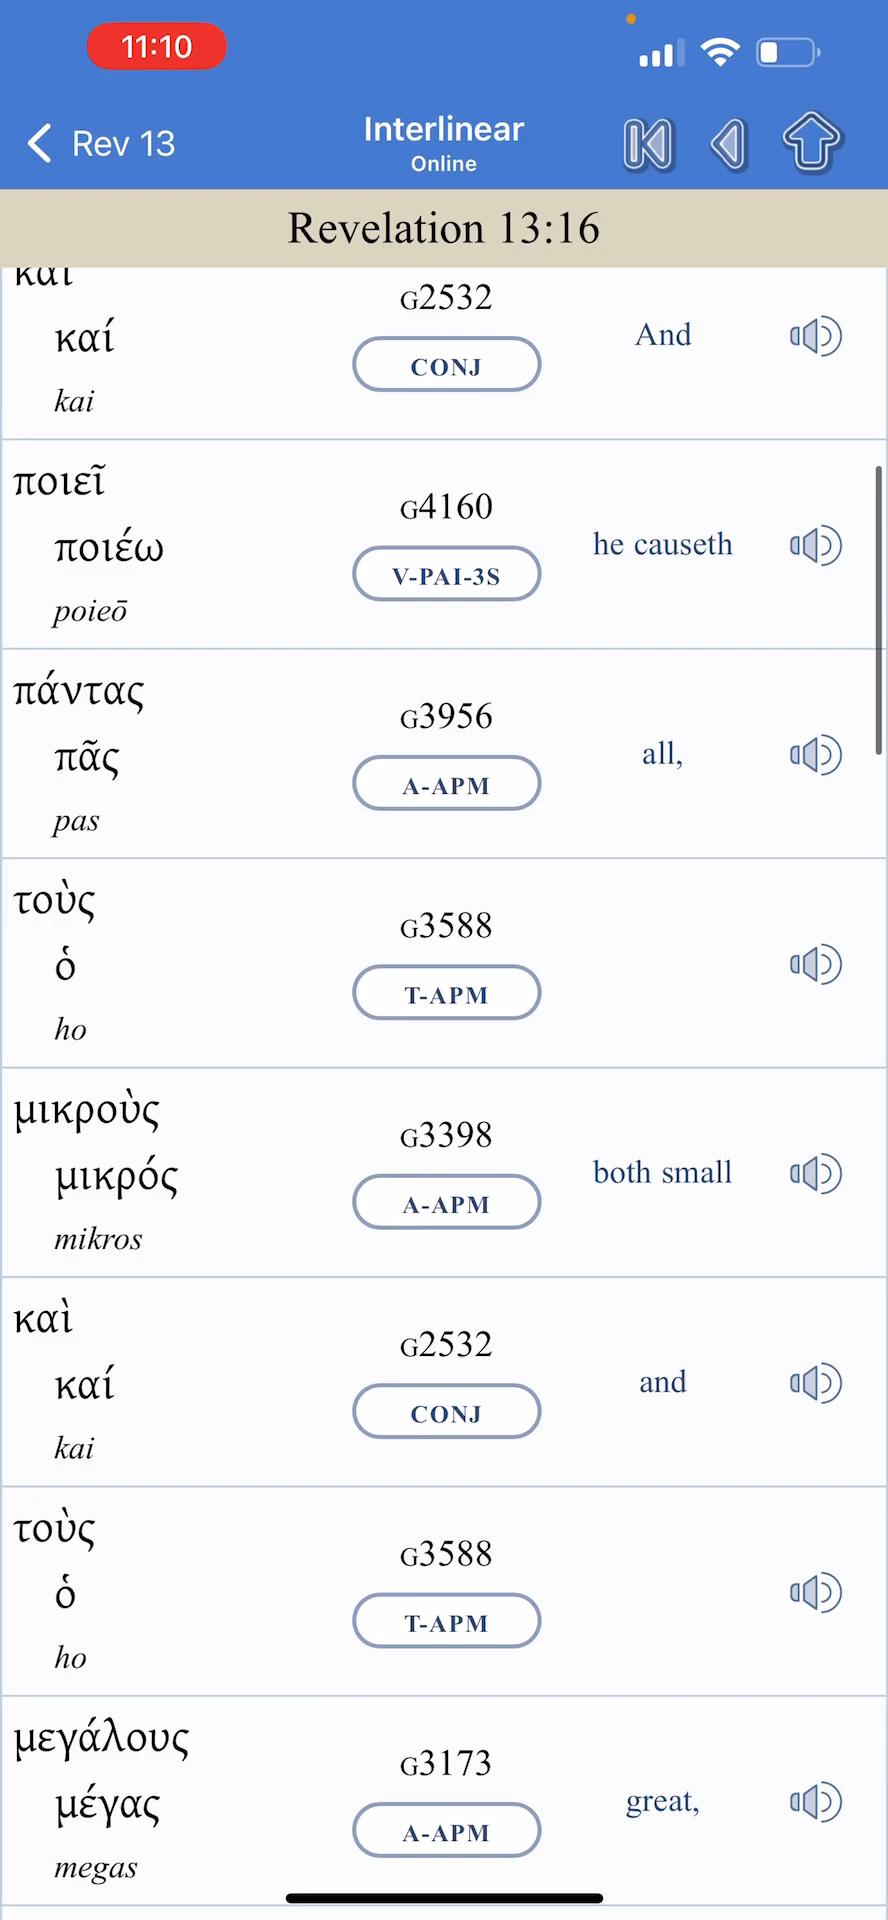 11:10
Rev 13
Interlinear
Online
Revelation 13:16
καὶ
G2532
And
καί
CONJ
kai
ποιεῖ
G4160
he causeth
ποιέω
V-PAI-3S
poieō
πάντας
G3956
all,
πᾶς
A-APM
pas
τοὺς
G3588
ὁ
T-APM
ho
μικροὺς
G3398
both small
μικρός
A-APM
mikros
καὶ
G2532
and
καί
CONJ
kai
τοὺς
G3588
ὁ
T-APM
ho
μεγάλους
G3173
great,
μέγας
A-APM
megas